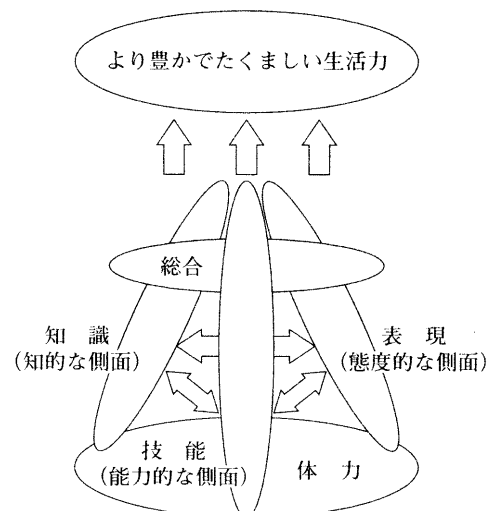 より豊かでたくましい生活力
総合
知 識
(知的な側面)
表 現
(態度的な側面)
技 能
(能力的な側面)
体 力